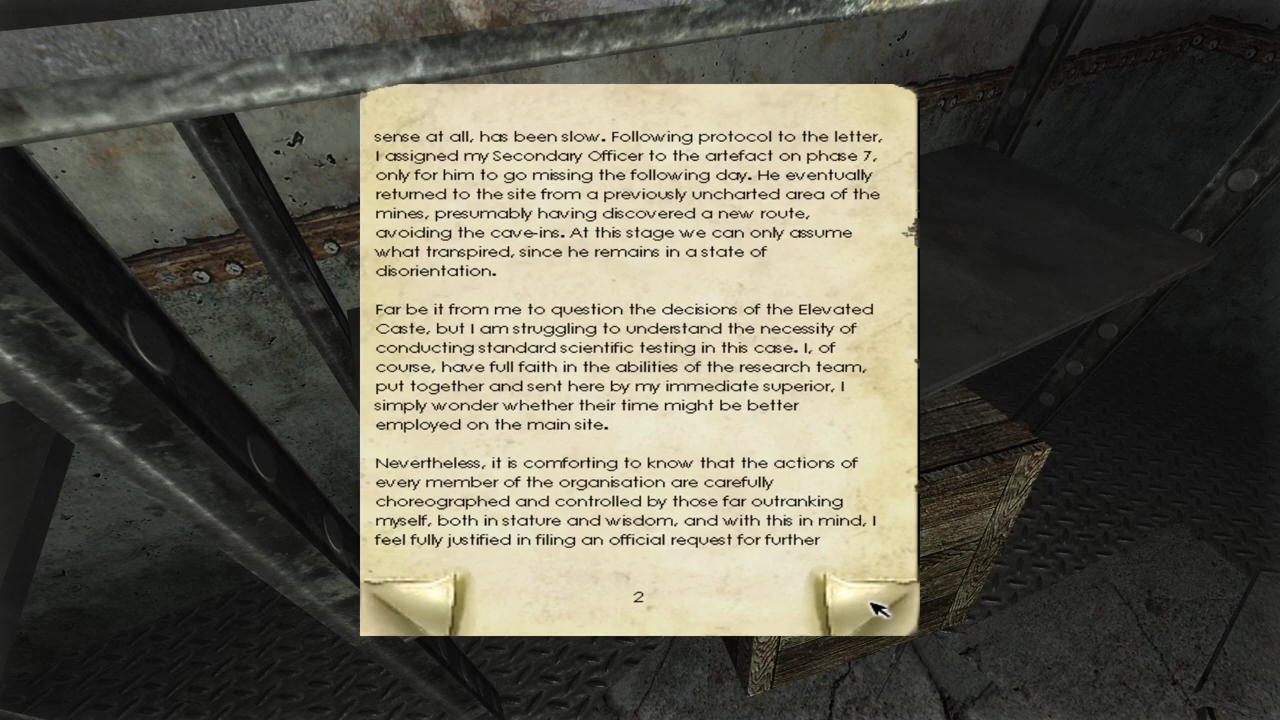 sense at all, has been slow. Following protocol to the letter,
I assigned my Secondary Officer to the artefact on phase 7,
only for him to go missing the following day. He eventually
returned to the site from a previously uncharted area of the
mines, presumably having discovered a new route,
avoiding the cave-ins. At this stage we can only assume
what transpired, since he remains in a state of
disorientation.
Far be it from me to question the decisions of the Elevated
Caste, but I am struggling to understand the necessity of
conducting standard scientific testing in this case. I, of
course, have full faith in the abilities of the research team,
put together and sent here by my immediate superior, I
simply wonder whether their time might be better
employed on the main site.
Nevertheless, it is comforting to know that the actions of
every member of the organisation are carefully
choreographed and controlled by those far outranking
myself, both in stature and wisdom, and with this in mind, I
feel fully justified in filing an official request for further
2